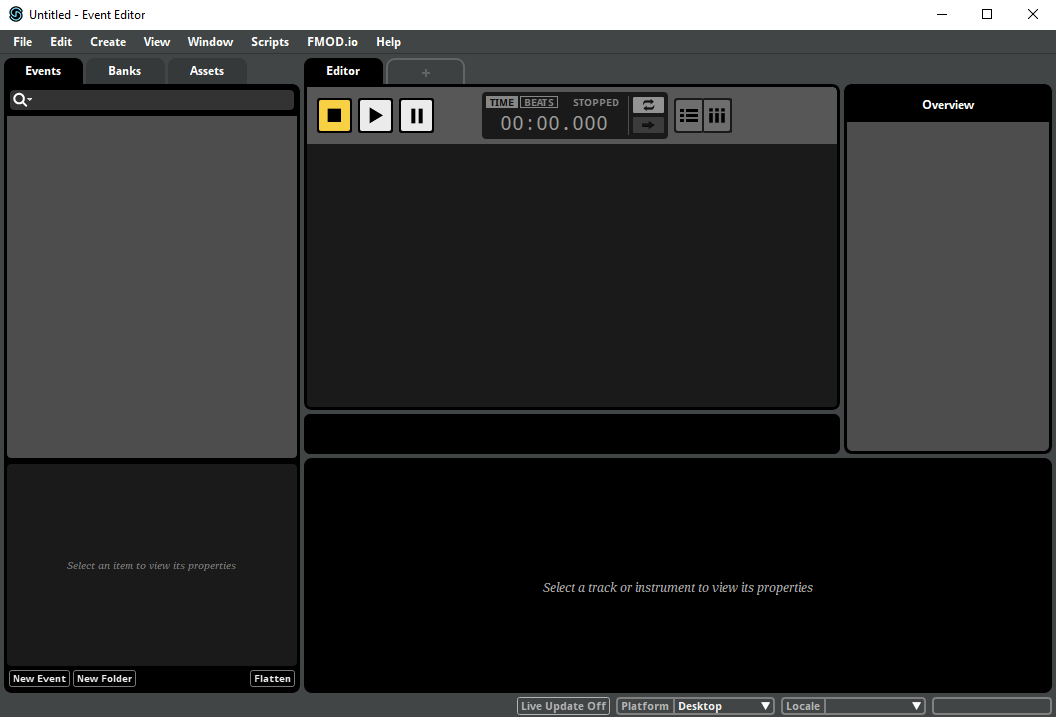 Untitled - Event Editor
File Edit Create View Window Scripts FMOD.io Help
Events Banks Assets
Editor +
TIME BEATS STOPPED
00:00.000
Overview
Select an item to view its properties
Select a track or instrument to view its properties
New Event New Folder Flatten
Live Update Off Platform Desktop Locale